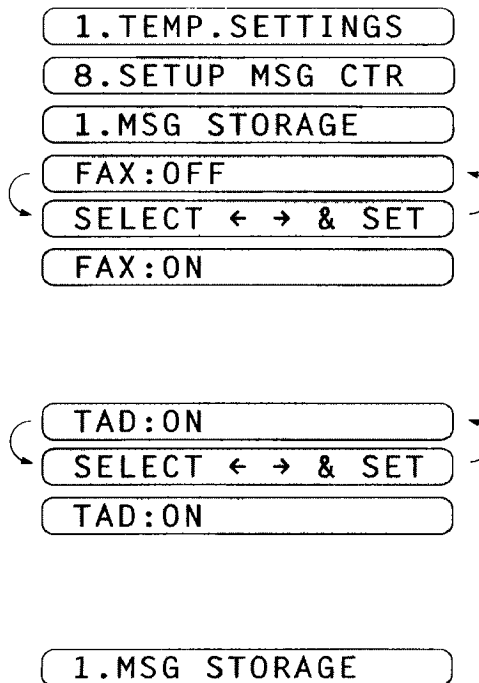 1.TEMP.SETTINGS
8.SETUP MSG CTR
1.MSG STORAGE
FAX:OFF
SELECT ← → & SET
FAX:ON
TAD:ON
SELECT ← → & SET
TAD:ON
1.MSG STORAGE